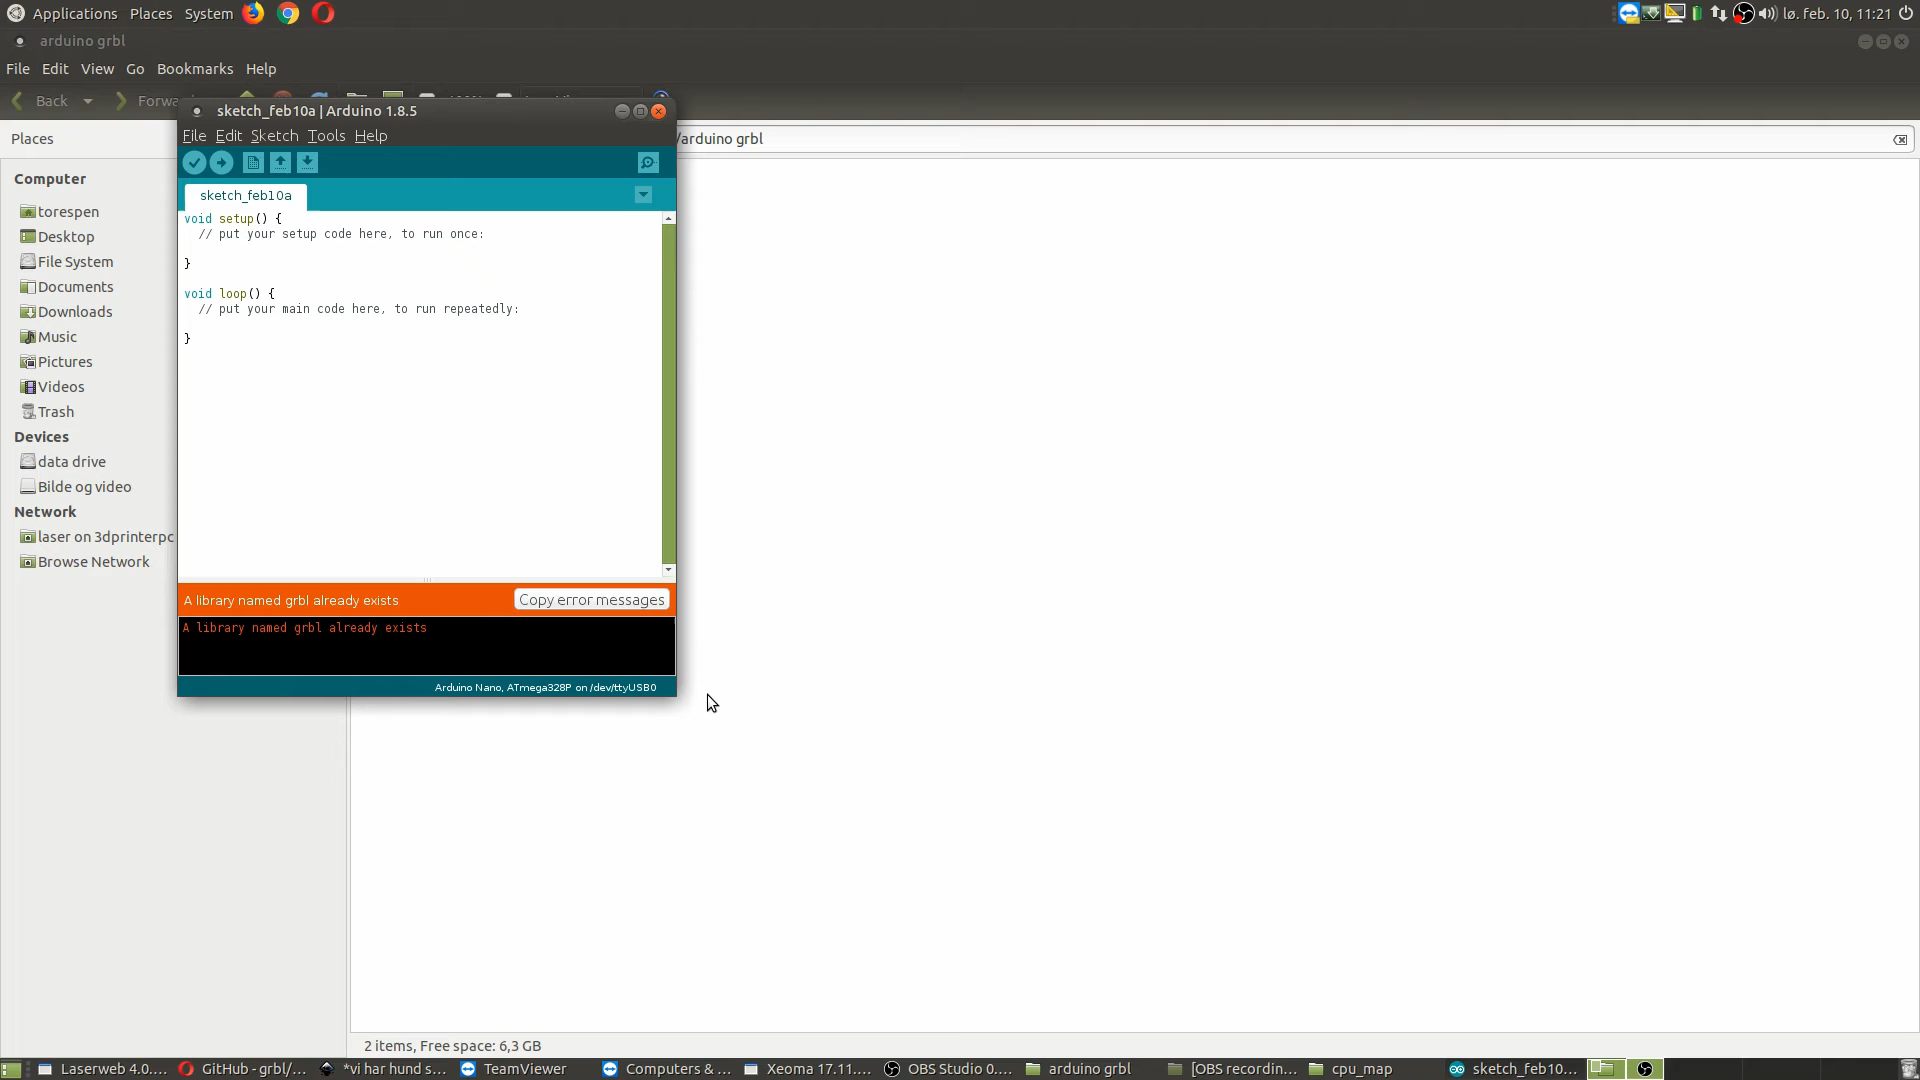 Applications Places System
lø. feb. 10, 11:21
arduino grbl
File Edit View Go Bookmarks Help
Back
Places
/arduino grbl
Computer
torespen
Desktop
File System
Documents
Downloads
Music
Pictures
Videos
Trash
Devices
data drive
Bilde og video
Network
laser on 3dprinterpc
Browse Network
sketch_feb10a | Arduino 1.8.5
File Edit Sketch Tools Help
sketch_feb10a
void setup() {
// put your setup code here, to run once:
}
void loop() {
// put your main code here, to run repeatedly:
}
A library named grbl already exists
Copy error messages
A library named grbl already exists
Arduino Nano, ATmega328P on /dev/ttyUSB0
2 items, Free space: 6,3 GB
Laserweb 4.0.... GitHub - grbl/... *vi har hund s... TeamViewer Computers & ... Xeoma 17.11.... OBS Studio 0.... arduino grbl [OBS recordin... cpu_map sketch_feb10...